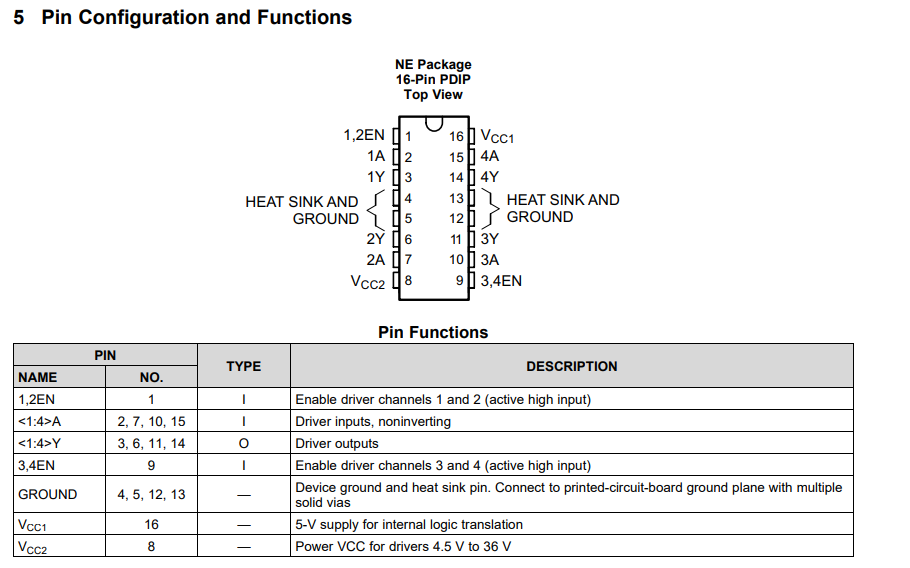 5 Pin Configuration and Functions
NE Package
16-Pin PDIP
Top View
1,2EN 1 16 VCC1
1A 2 15 4A
1Y 3 14 4Y
HEAT SINK AND 4 13 HEAT SINK AND
GROUND 5 12 GROUND
2Y 6 11 3Y
2A 7 10 3A
VCC2 8 9 3,4EN
Pin Functions
PIN TYPE DESCRIPTION
NAME NO.
1,2EN 1 I Enable driver channels 1 and 2 (active high input)
<1:4>A 2, 7, 10, 15 I Driver inputs, noninverting
<1:4>Y 3, 6, 11, 14 O Driver outputs
3,4EN 9 I Enable driver channels 3 and 4 (active high input)
GROUND 4, 5, 12, 13 — Device ground and heat sink pin. Connect to printed-circuit-board ground plane with multiple
solid vias
VCC1 16 — 5-V supply for internal logic translation
VCC2 8 — Power VCC for drivers 4.5 V to 36 V